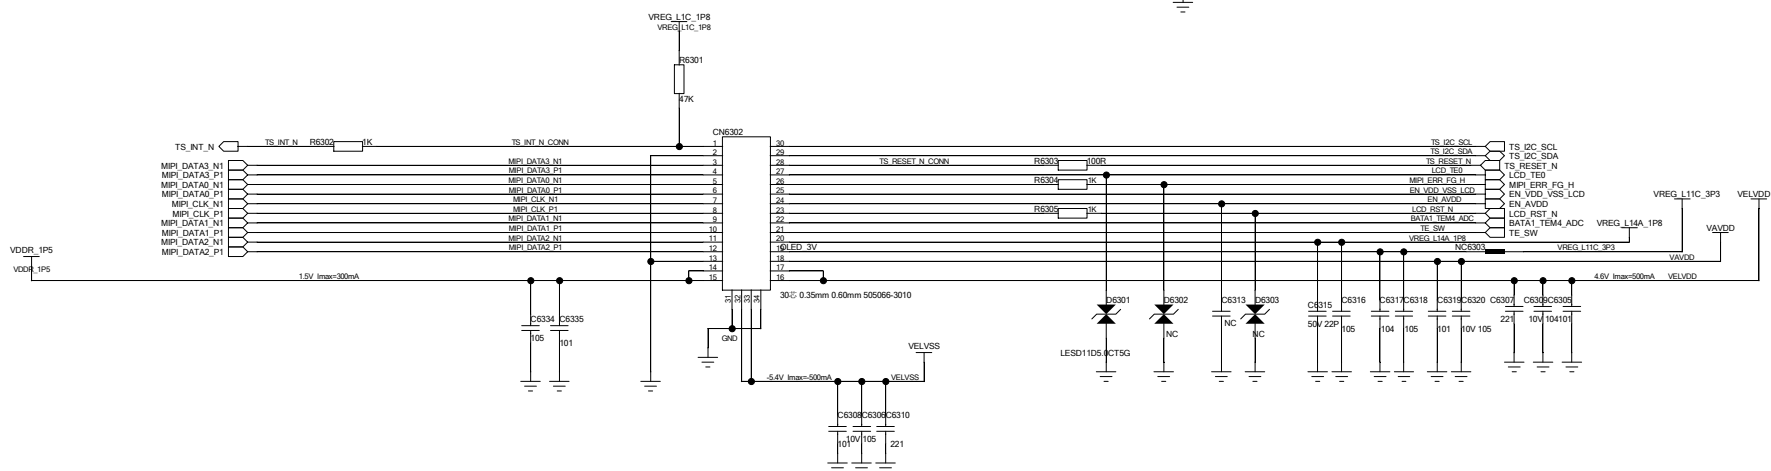 VREG_L1C_1P8
VREG_L1C_1P8
R6301
47K
CN6302
TS_INT_N
TS_INT_N
R6302
1K
TS_INT_N_CONN
1
30
TS_I2C_SCL
TS_I2C_SCL
2
29
TS_I2C_SDA
TS_I2C_SDA
MIPI_DATA3_N1
MIPI_DATA3_N1
3
28
TS_RESET_N_CONN
R6303
100R
TS_RESET_N
TS_RESET_N
MIPI_DATA3_P1
MIPI_DATA3_P1
4
27
LCD_TE0
LCD_TE0
MIPI_DATA0_N1
MIPI_DATA0_N1
5
26
R6304
1K
MIPI_ERR_FG_H
MIPI_ERR_FG_H
MIPI_DATA0_P1
MIPI_DATA0_P1
6
25
EN_VDD_VSS_LCD
EN_VDD_VSS_LCD
VREG_L11C_3P3
VELVDD
MIPI_CLK_N1
MIPI_CLK_N1
7
24
EN_AVDD
EN_AVDD
MIPI_CLK_P1
MIPI_CLK_P1
8
23
R6305
1K
LCD_RST_N
LCD_RST_N
MIPI_DATA1_N1
MIPI_DATA1_N1
9
22
BATA1_TEM4_ADC
BATA1_TEM4_ADC
VREG_L14A_1P8
MIPI_DATA1_P1
MIPI_DATA1_P1
10
21
TE_SW
TE_SW
VAVDD
MIPI_DATA2_N1
MIPI_DATA2_N1
11
20
VREG_L14A_1P8
VDDR_1P5
MIPI_DATA2_P1
MIPI_DATA2_P1
12
19
OLED_3V
NC6303
VREG_L11C_3P3
13
18
VAVDD
VDDR_1P5
14
17
1.5V Imax=300mA
15
16
4.6V Imax=500mA
VELVDD
31
32
33
34
30芯 0.35mm 0.60mm 505066-3010
C6334
105
C6335
101
GND
D6301
LESD11D5.0CT5G
D6302
NC
C6313
NC
D6303
NC
C6315
50V 22P
C6316
105
C6317
104
C6318
105
C6319
101
C6320
10V 105
C6307
221
C6309
10V 104
C6305
101
VELVSS
-5.4V Imax=-500mA
VELVSS
C6308
101
C6306
10V 105
C6310
221